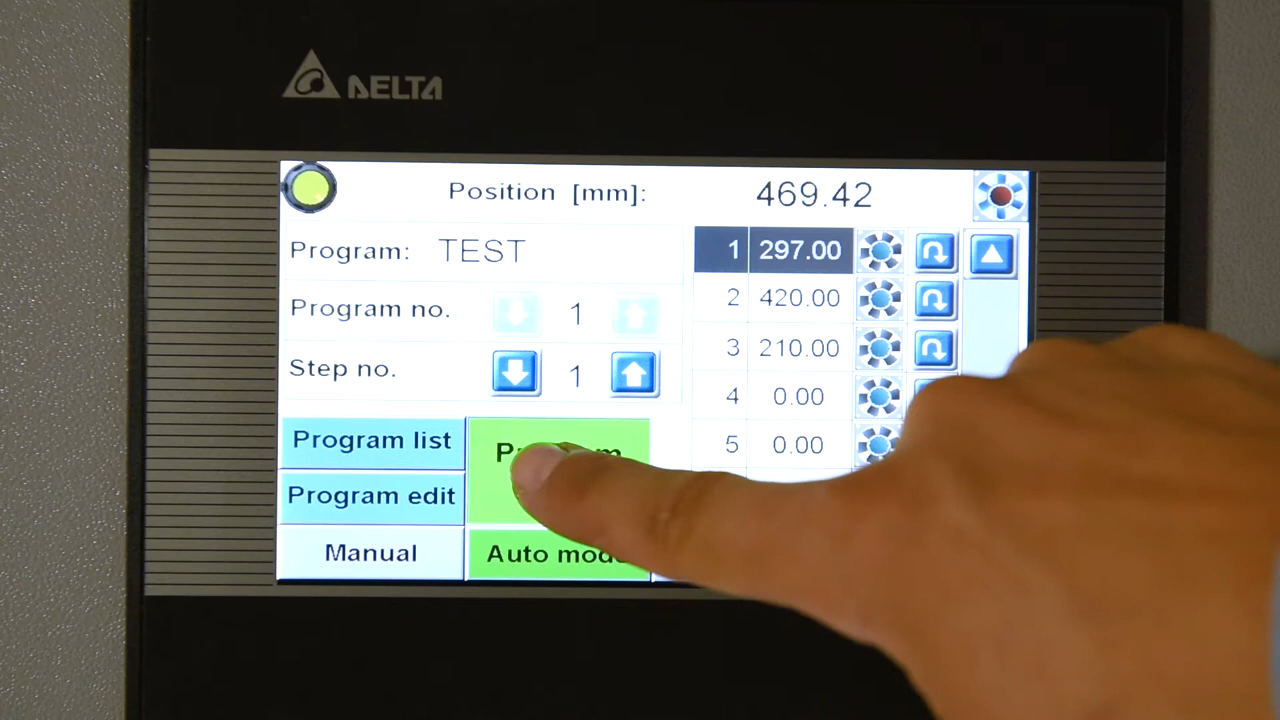 DELTA
Position [mm]: 469.42
Program: TEST
Program no. 1
Step no. 1
1 297.00
2 420.00
3 210.00
4 0.00
5 0.00
Program list
Program edit
Manual
Auto